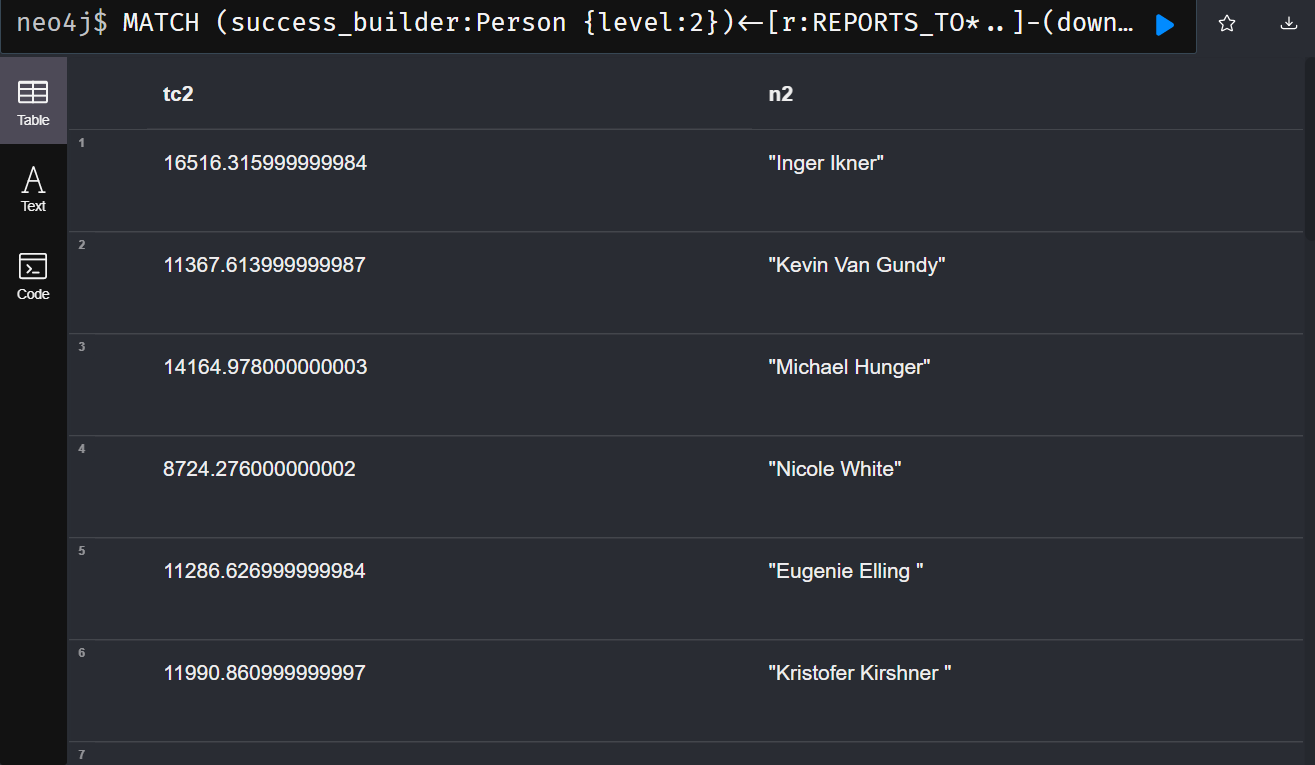 neo4j$ MATCH (success_builder:Person {level:2})<-[r:REPORTS_TO*..]-(down…
Table
Text
Code
tc2 n2
1 16516.315999999984 "Inger Ikner"
2 11367.613999999987 "Kevin Van Gundy"
3 14164.978000000003 "Michael Hunger"
4 8724.276000000002 "Nicole White"
5 11286.626999999984 "Eugenie Elling "
6 11990.860999999997 "Kristofer Kirshner "
7